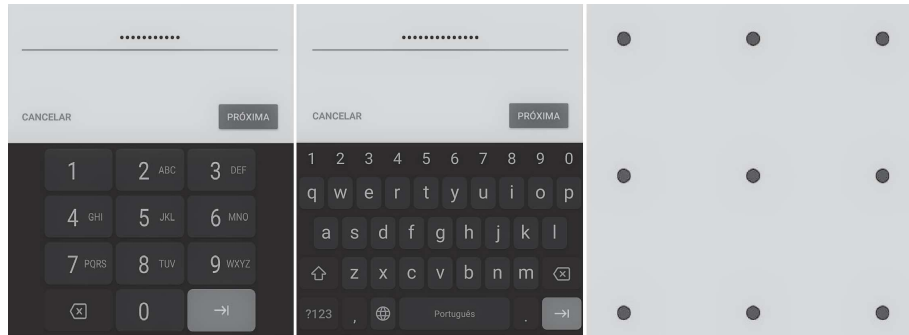 CANCELAR PRÓXIMA
1 2 ABC 3 DEF
4 GHI 5 JKL 6 MNO
7 PQRS 8 TUV 9 WXYZ
0
CANCELAR PRÓXIMA
1 2 3 4 5 6 7 8 9 0
q w e r t y u i o p
a s d f g h j k l
z x c v b n m
?123 , Português .